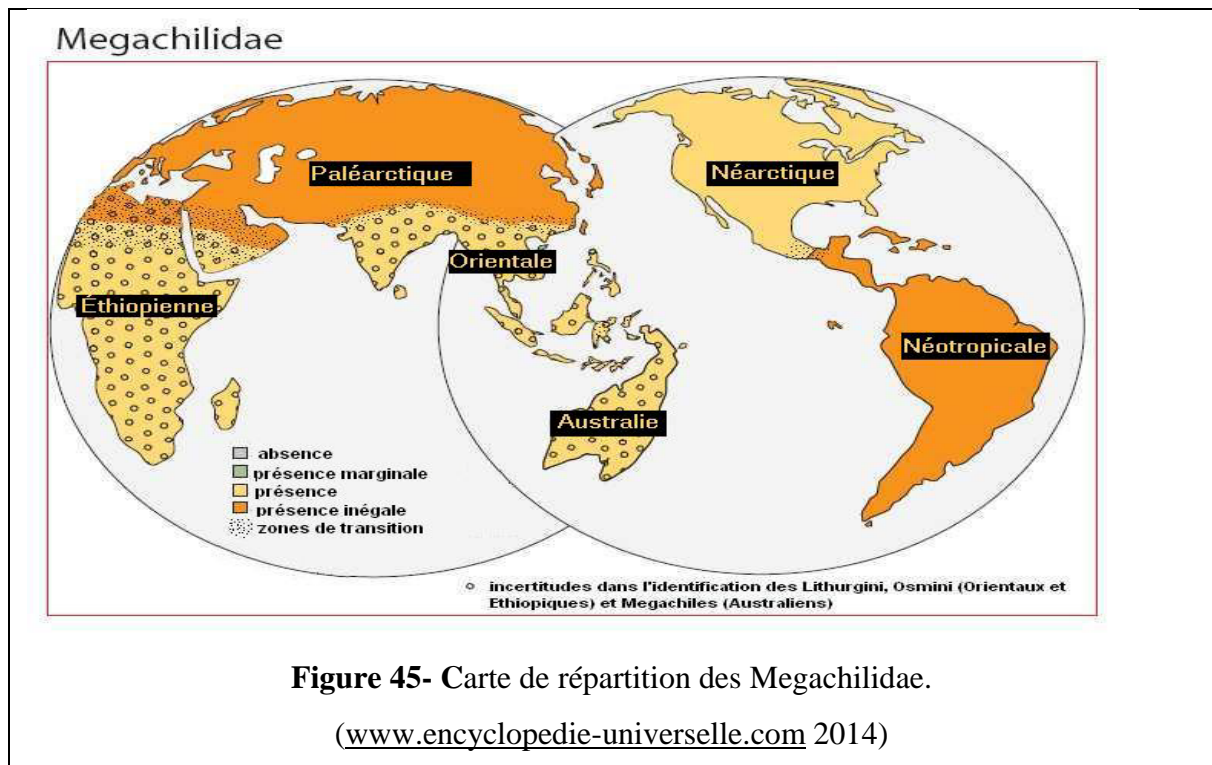 Megachilidae
Paléarctique
Néarctique
Orientale
Éthiopienne
Néotropicale
Australie
absence
présence marginale
présence
présence inégale
zones de transition
incertitudes dans l'identification des Lithurgini, Osmini (Orientaux et
Ethiopiques) et Megachiles (Australiens)
Figure 45- Carte de répartition des Megachilidae.
(www.encyclopedie-universelle.com 2014)